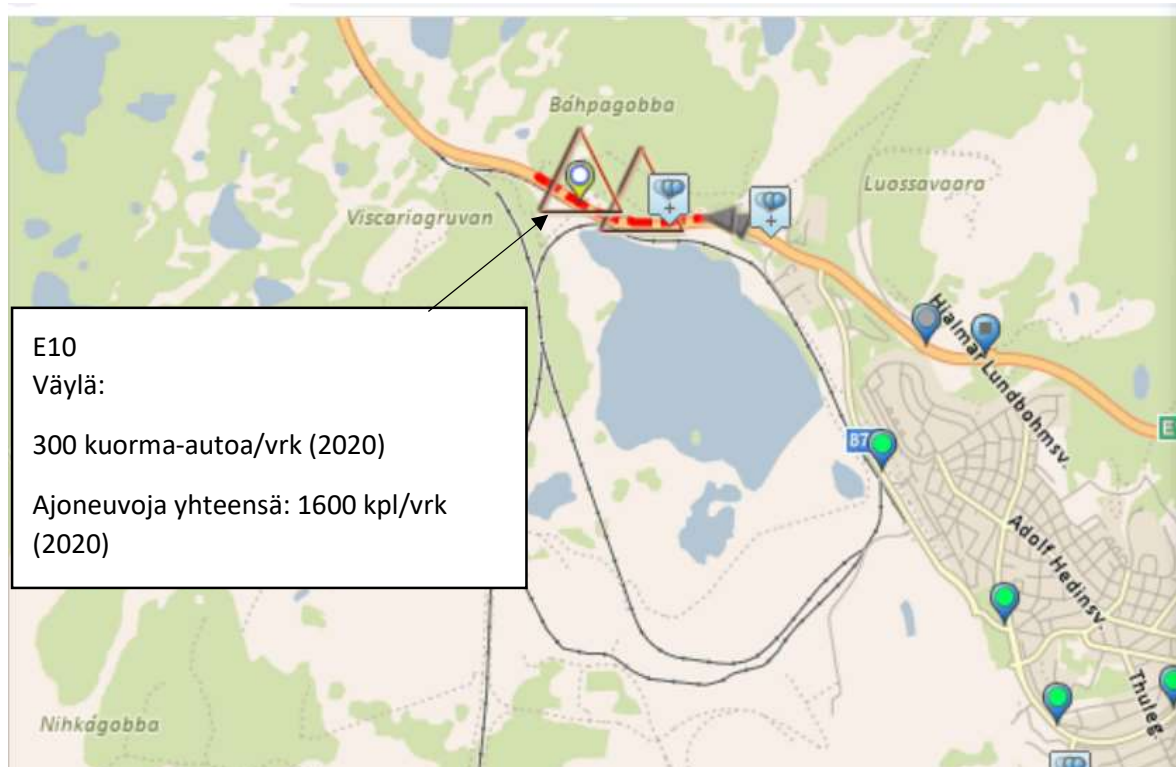 Báhpagobba
Luossavaara
Viscariagruvan
E10
Väylä:
300 kuorma-autoa/vrk (2020)
Ajoneuvoja yhteensä: 1600 kpl/vrk
(2020)
Hjalmar Lundbohmsv.
E
87
Adolf Hedinsv.
Thuleg
Nihkágobba